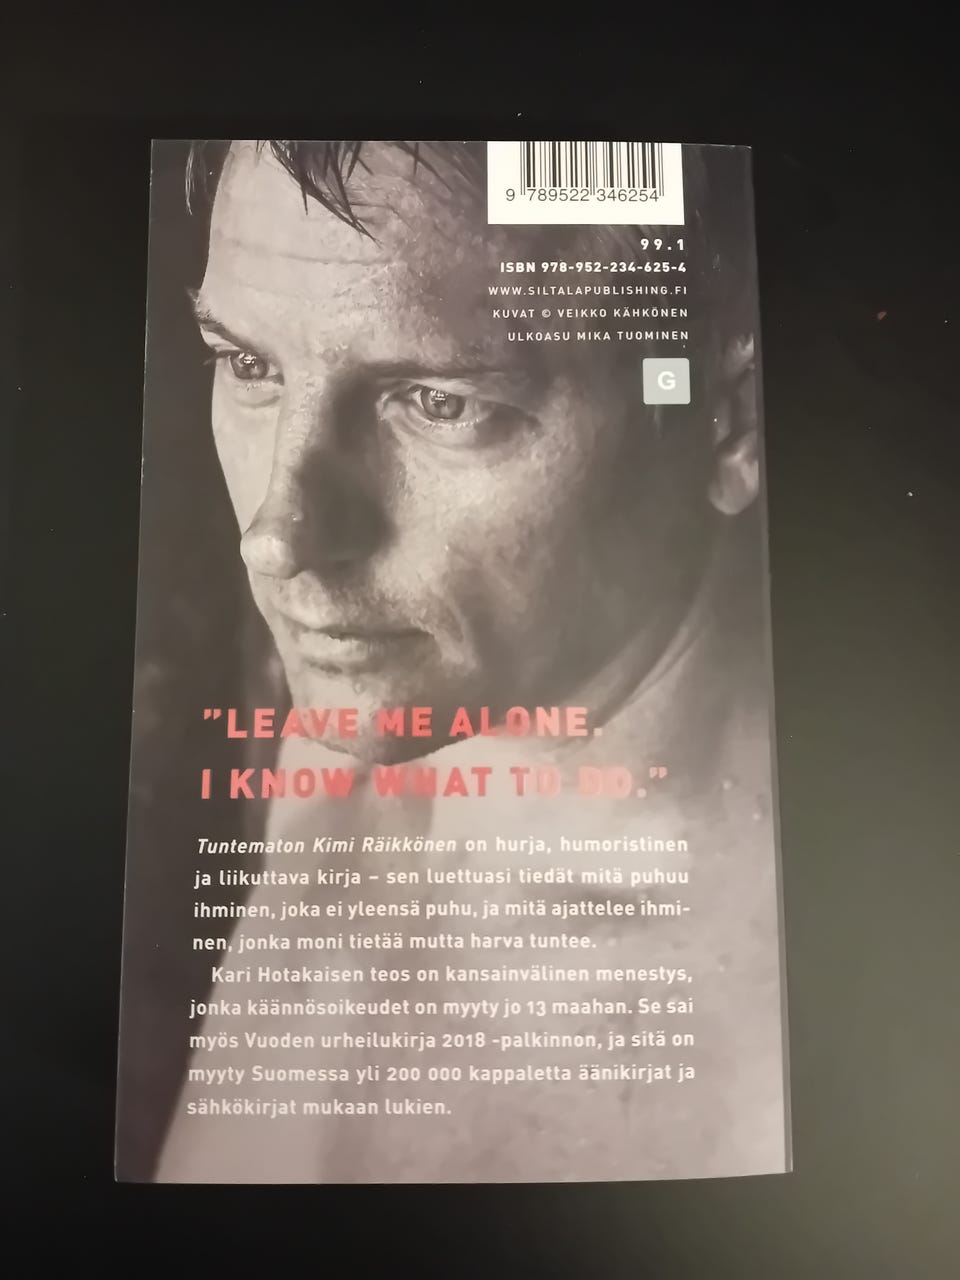 9 789522 346254
99.1
ISBN 978-952-234-625-4
WWW.SILTALAPUBLISHING.FI
KUVAT © VEIKKO KÄHKÖNEN
ULKOASU MIKA TUOMINEN
G
"LEAVE ME ALONE.
I KNOW WHAT TO DO."
Tuntematon Kimi Räikkönen on hurja, humoristinen
ja liikuttava kirja – sen luettuasi tiedät mitä puhuu
ihminen, joka ei yleensä puhu, ja mitä ajattelee ihmi-
nen, jonka moni tietää mutta harva tuntee.
Kari Hotakaisen teos on kansainvälinen menestys,
jonka käännösoikeudet on myyty jo 13 maahan. Se sai
myös Vuoden urheilukirja 2018 -palkinnon, ja sitä on
myyty Suomessa yli 200 000 kappaletta äänikirjat ja
sähkökirjat mukaan lukien.